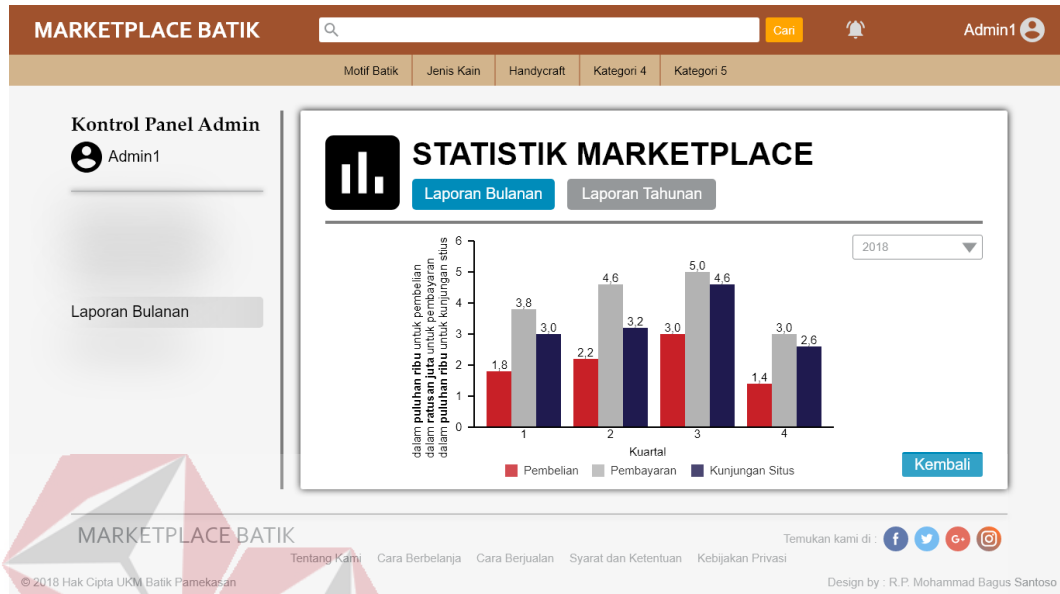 MARKETPLACE BATIK
Cari
Admin1
Motif Batik Jenis Kain Handycraft Kategori 4 Kategori 5
Kontrol Panel Admin
Admin1
Laporan Bulanan
STATISTIK MARKETPLACE
Laporan Bulanan Laporan Tahunan
2018
dalam puluhan ribu untuk pembelian
dalam ratusan juta untuk pembayaran
dalam puluhan ribu untuk kunjungan stius
6
5
4
3
2
1
0
1,8 3,8 3,0
2,2 4,6 3,2
3,0 5,0 4,6
1,4 3,0 2,6
1 2 3 4
Kuartal
Pembelian Pembayaran Kunjungan Situs
Kembali
MARKETPLACE BATIK
Temukan kami di : f G+
Tentang Kami Cara Berbelanja Cara Berjualan Syarat dan Ketentuan Kebijakan Privasi
© 2018 Hak Cipta UKM Batik Pamekasan
Design by : R.P. Mohammad Bagus Santoso